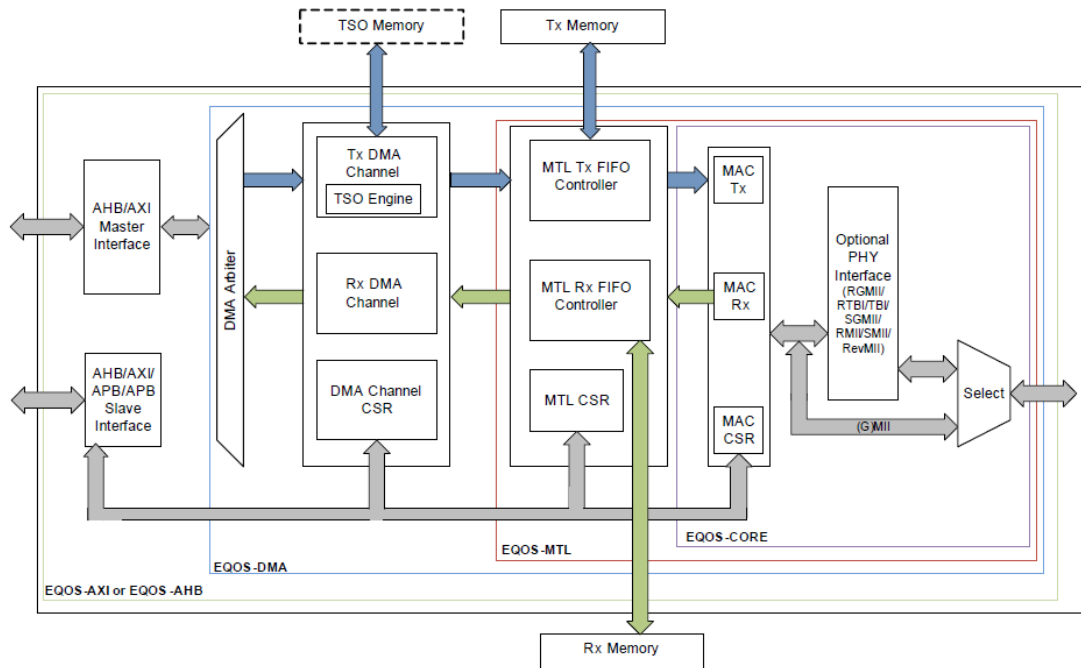 TSO Memory
Tx Memory
AHB/AXI
Master
Interface
DMA Arbiter
Tx DMA
Channel
TSO Engine
MTL Tx FIFO
Controller
MAC
Tx
Optional
PHY
Interface
(RGMII/
RTBI/TBI/
SGMII/
RMII/SMII/
RevMII)
Rx DMA
Channel
MTL Rx FIFO
Controller
MAC
Rx
AHB/AXI/
APB/APB
Slave
Interface
DMA Channel
CSR
MTL CSR
MAC
CSR
(G)MII
Select
EQOS-CORE
EQOS-MTL
EQOS-DMA
EQOS-AXI or EQOS-AHB
Rx Memory